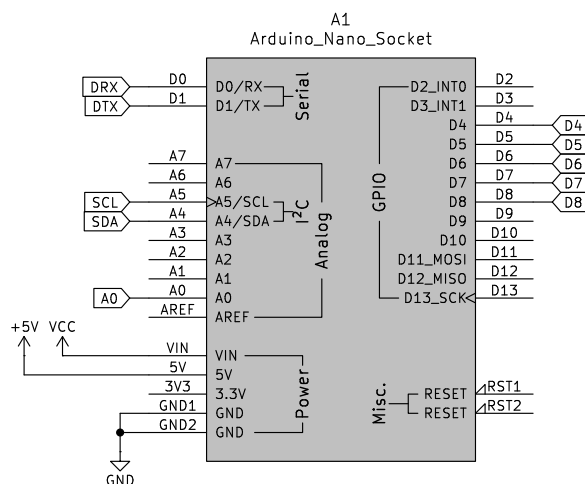 A1
Arduino_Nano_Socket
DRX D0 D0/RX
DTX D1 D1/TX
Serial
A7 A7
A6 A6
SCL A5 A5/SCL
SDA A4 A4/SDA
I²C
A3 A3
A2 A2
A1 A1
A0 A0 A0
AREF AREF
Analog
+5V VCC
VIN VIN
5V 5V
3V3 3.3V
GND1 GND
GND2 GND
Power
GND
D2_INT0 D2
D3_INT1 D3
D4 D4 D4
D5 D5 D5
D6 D6 D6
D7 D7 D7
D8 D8 D8
D9 D9
D10 D10
D11_MOSI D11
D12_MISO D12
D13_SCK D13
GPIO
RESET RST1
RESET RST2
Misc.